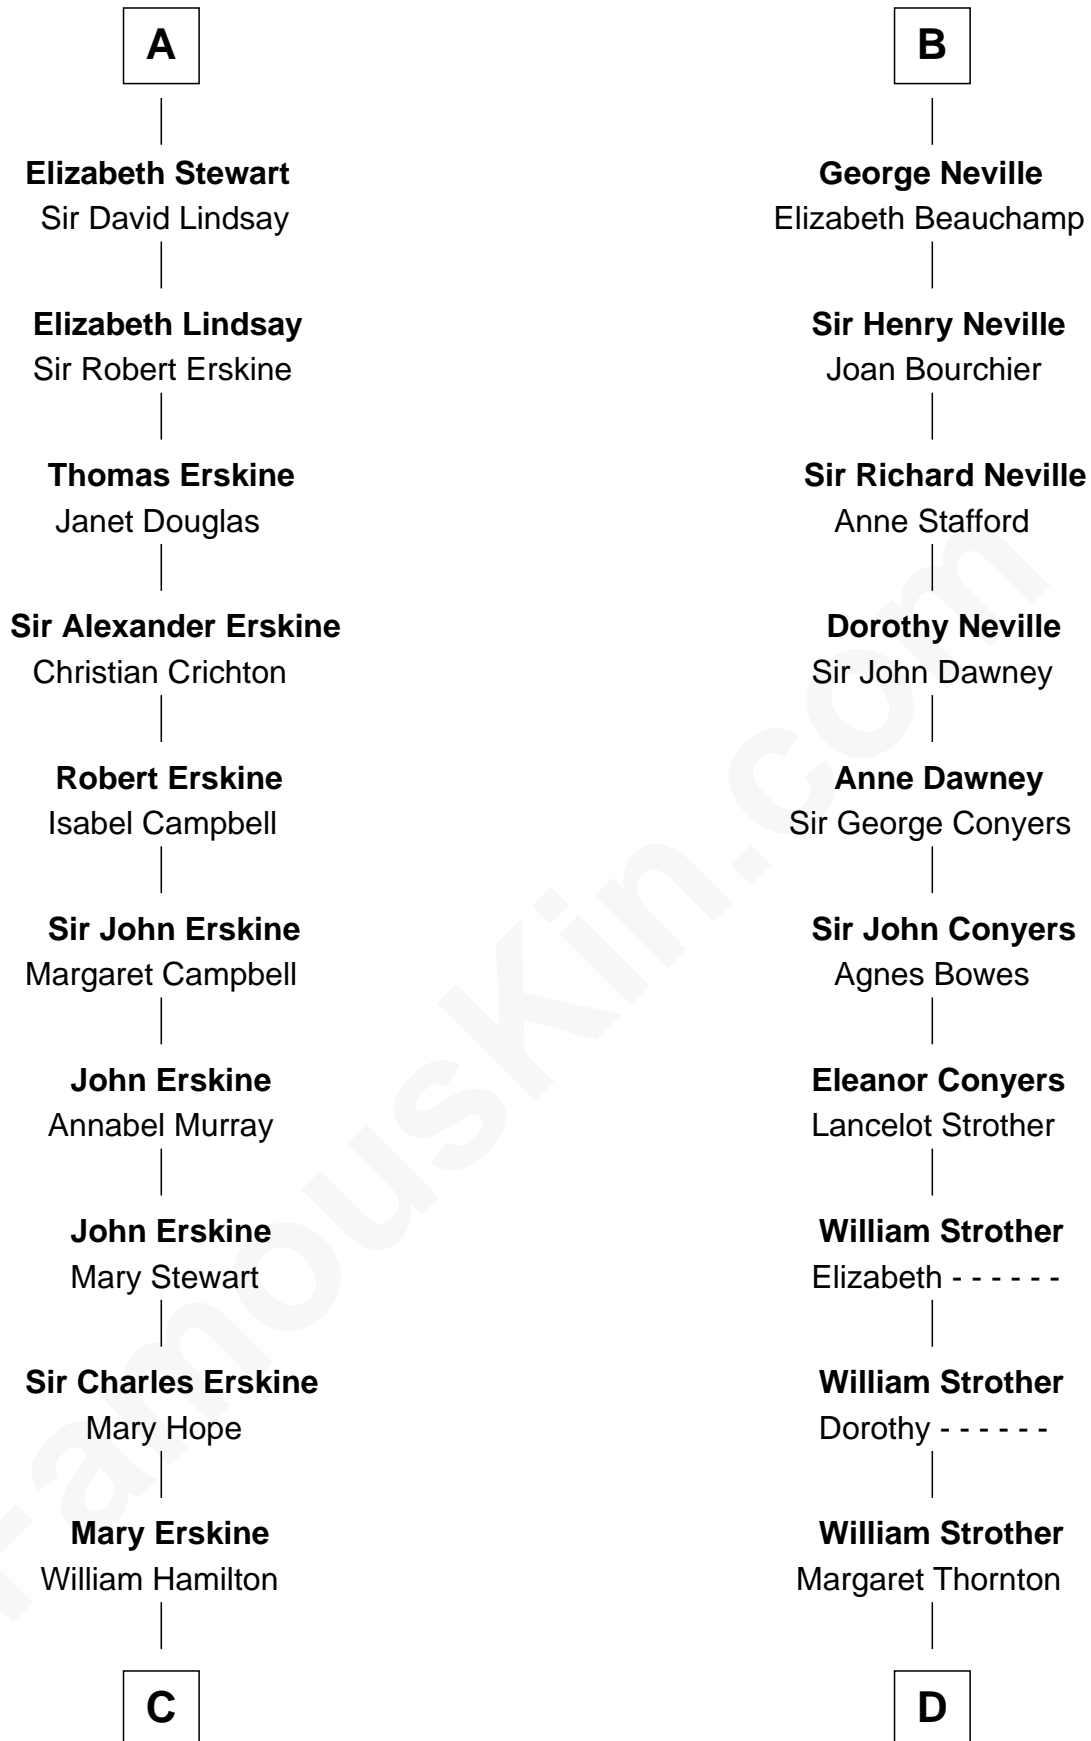 A
Elizabeth Stewart
Sir David Lindsay
Elizabeth Lindsay
Sir Robert Erskine
Thomas Erskine
Janet Douglas
Sir Alexander Erskine
Christian Crichton
Robert Erskine
Isabel Campbell
Sir John Erskine
Margaret Campbell
John Erskine
Annabel Murray
John Erskine
Mary Stewart
Sir Charles Erskine
Mary Hope
Mary Erskine
William Hamilton
C
B
George Neville
Elizabeth Beauchamp
Sir Henry Neville
Joan Bourchier
Sir Richard Neville
Anne Stafford
Dorothy Neville
Sir John Dawney
Anne Dawney
Sir George Conyers
Sir John Conyers
Agnes Bowes
Eleanor Conyers
Lancelot Strother
William Strother
Elizabeth - - - - - -
William Strother
Dorothy - - - - - -
William Strother
Margaret Thornton
D
FamousKin.com